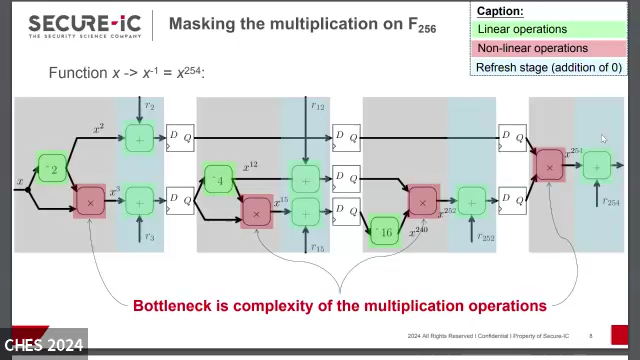 SECURE-IC
THE SECURITY SCIENCE COMPANY
Masking the multiplication on F₂₅₆
Caption:
Linear operations
Non-linear operations
Refresh stage (addition of 0)
Function x -> x⁻¹ = x²⁵⁴:
r₂ r₁₂
x² + D Q D Q D Q
x ˆ2 ˆ4 x¹² + D Q × x²⁵⁴ +
× x³ + D Q × x¹⁵ + D Q × x²⁵² + D Q
r₃ r₁₅ ˆ16 x²⁴⁰ r₂₅₂ r₂₅₄
Bottleneck is complexity of the multiplication operations
2024 All Rights Reserved I Confidential I Property of Secure-IC 8
CHES 2024